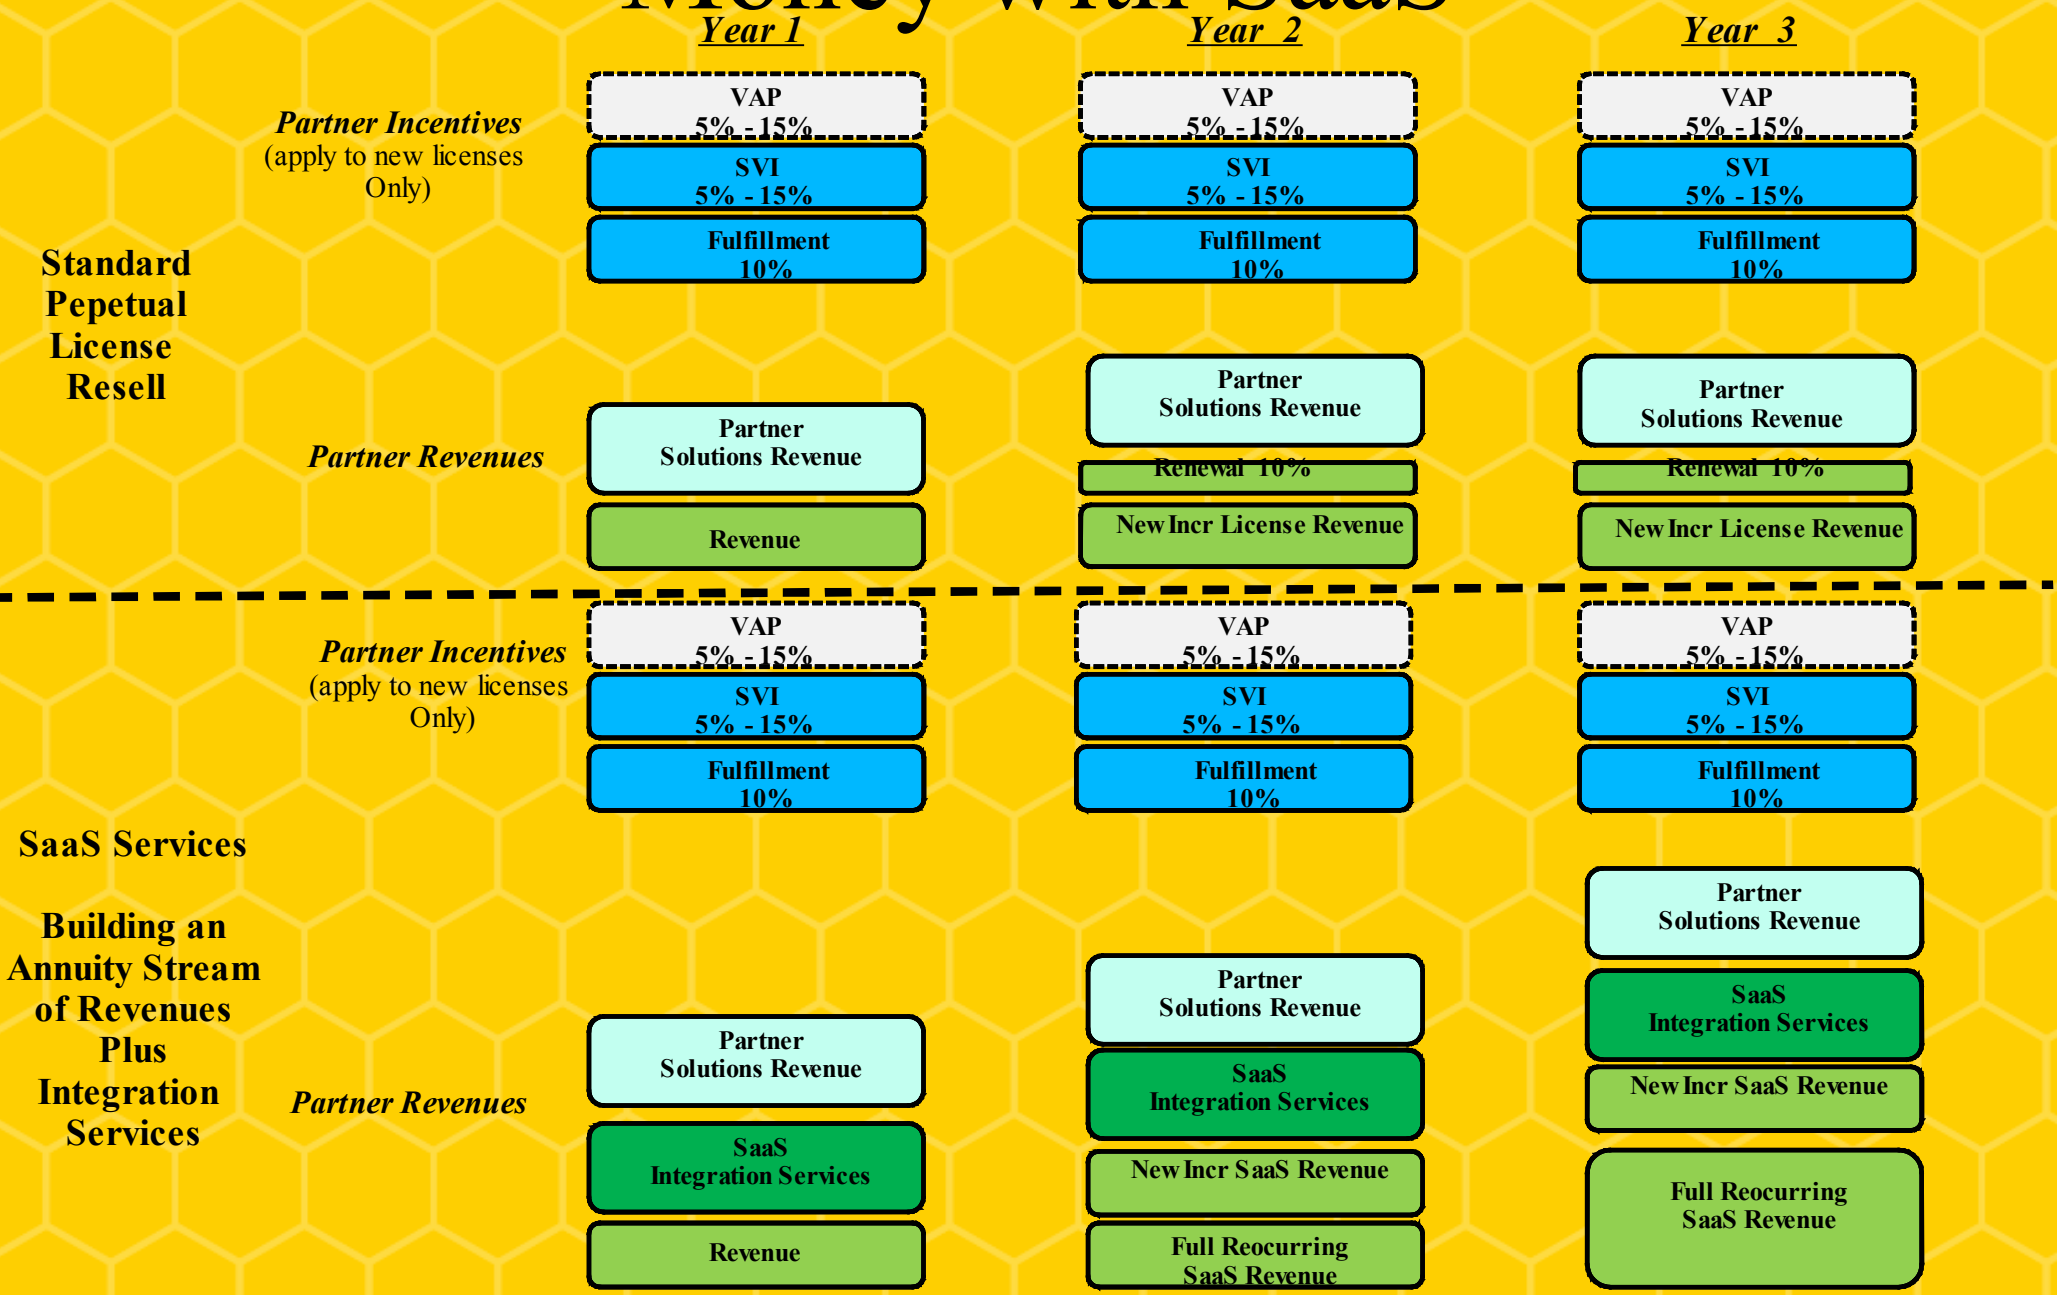 Money with SaaS
Year 1
Year 2
Year 3
Partner Incentives
(apply to new licenses
Only)
VAP
5% - 15%
VAP
5% - 15%
VAP
5% - 15%
SVI
5% - 15%
SVI
5% - 15%
SVI
5% - 15%
Fulfillment
10%
Fulfillment
10%
Fulfillment
10%
Standard
Pepetual
License
Resell
Partner Revenues
Partner
Solutions Revenue
Partner
Solutions Revenue
Partner
Solutions Revenue
Renewal 10%
Renewal 10%
Revenue
New Incr License Revenue
New Incr License Revenue
Partner Incentives
(apply to new licenses
Only)
VAP
5% - 15%
VAP
5% - 15%
VAP
5% - 15%
SVI
5% - 15%
SVI
5% - 15%
SVI
5% - 15%
Fulfillment
10%
Fulfillment
10%
Fulfillment
10%
SaaS Services
Building an
Annuity Stream
of Revenues
Plus
Integration
Services
Partner Revenues
Partner
Solutions Revenue
SaaS
Integration Services
Revenue
Partner
Solutions Revenue
SaaS
Integration Services
New Incr SaaS Revenue
Full Reocurring
SaaS Revenue
Partner
Solutions Revenue
SaaS
Integration Services
New Incr SaaS Revenue
Full Reocurring
SaaS Revenue